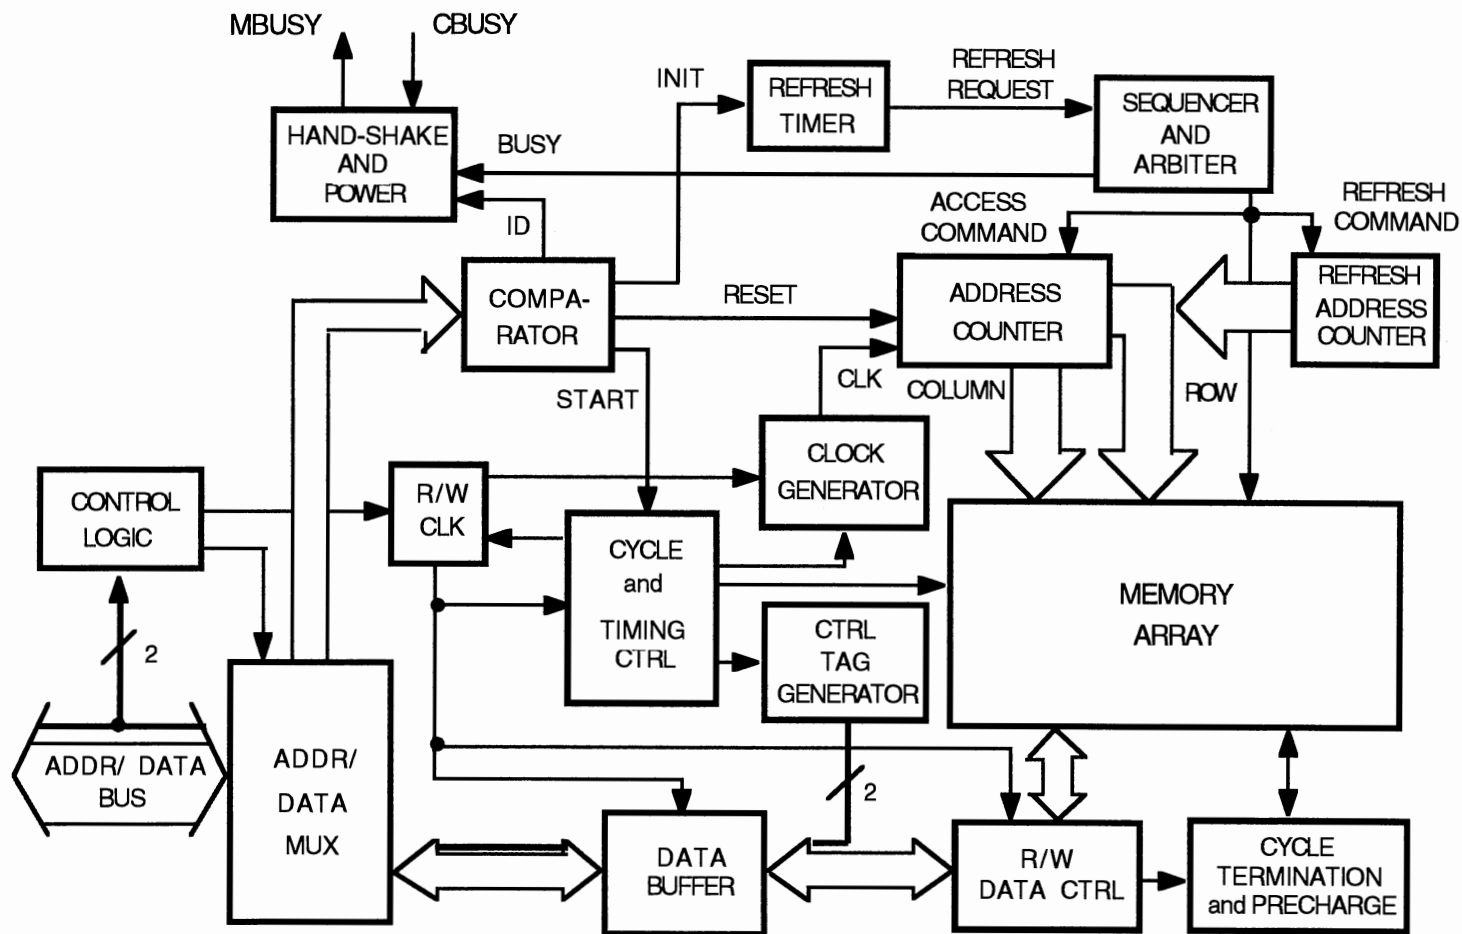 MBUSY
CBUSY
HAND-SHAKE
AND
POWER
INIT
REFRESH
TIMER
REFRESH
REQUEST
SEQUENCER
AND
ARBITER
BUSY
ID
ACCESS
COMMAND
REFRESH
COMMAND
COMPA-
RATOR
RESET
ADDRESS
COUNTER
REFRESH
ADDRESS
COUNTER
START
CLK
COLUMN
ROW
CONTROL
LOGIC
R/W
CLK
CLOCK
GENERATOR
CYCLE
and
TIMING
CTRL
MEMORY
ARRAY
CTRL
TAG
GENERATOR
2
ADDR/ DATA
BUS
ADDR/
DATA
MUX
2
DATA
BUFFER
R/W
DATA CTRL
CYCLE
TERMINATION
and PRECHARGE